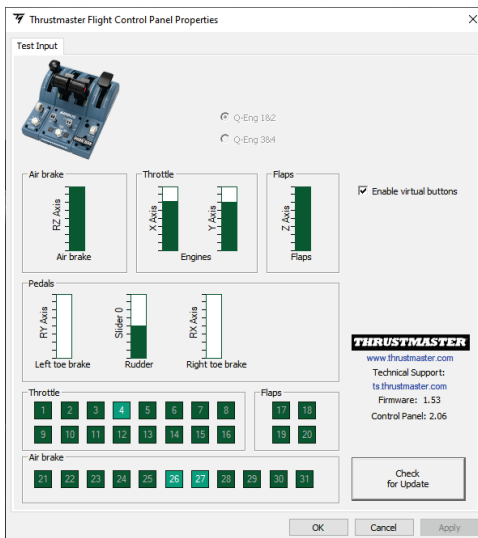 Thrustmaster Flight Control Panel Properties
Test Input
Q-Eng 1&2
Q-Eng 3&4
Air brake
Throttle
Flaps
RZ Axis
X Axis
Y Axis
Z Axis
Enable virtual buttons
Air brake
Engines
Flaps
Pedals
RY Axis
Slider 0
RX Axis
Left toe brake
Rudder
Right toe brake
THRUSTMASTER
www.thrustmaster.com
Technical Support:
ts.thrustmaster.com
Firmware: 1.53
Control Panel: 2.06
Throttle
1 2 3 4 5 6 7 8
9 10 11 12 13 14 15 16
Flaps
17 18
19 20
Air brake
21 22 23 24 25 26 27 28 29 30 31
Check
for Update
OK
Cancel
Apply